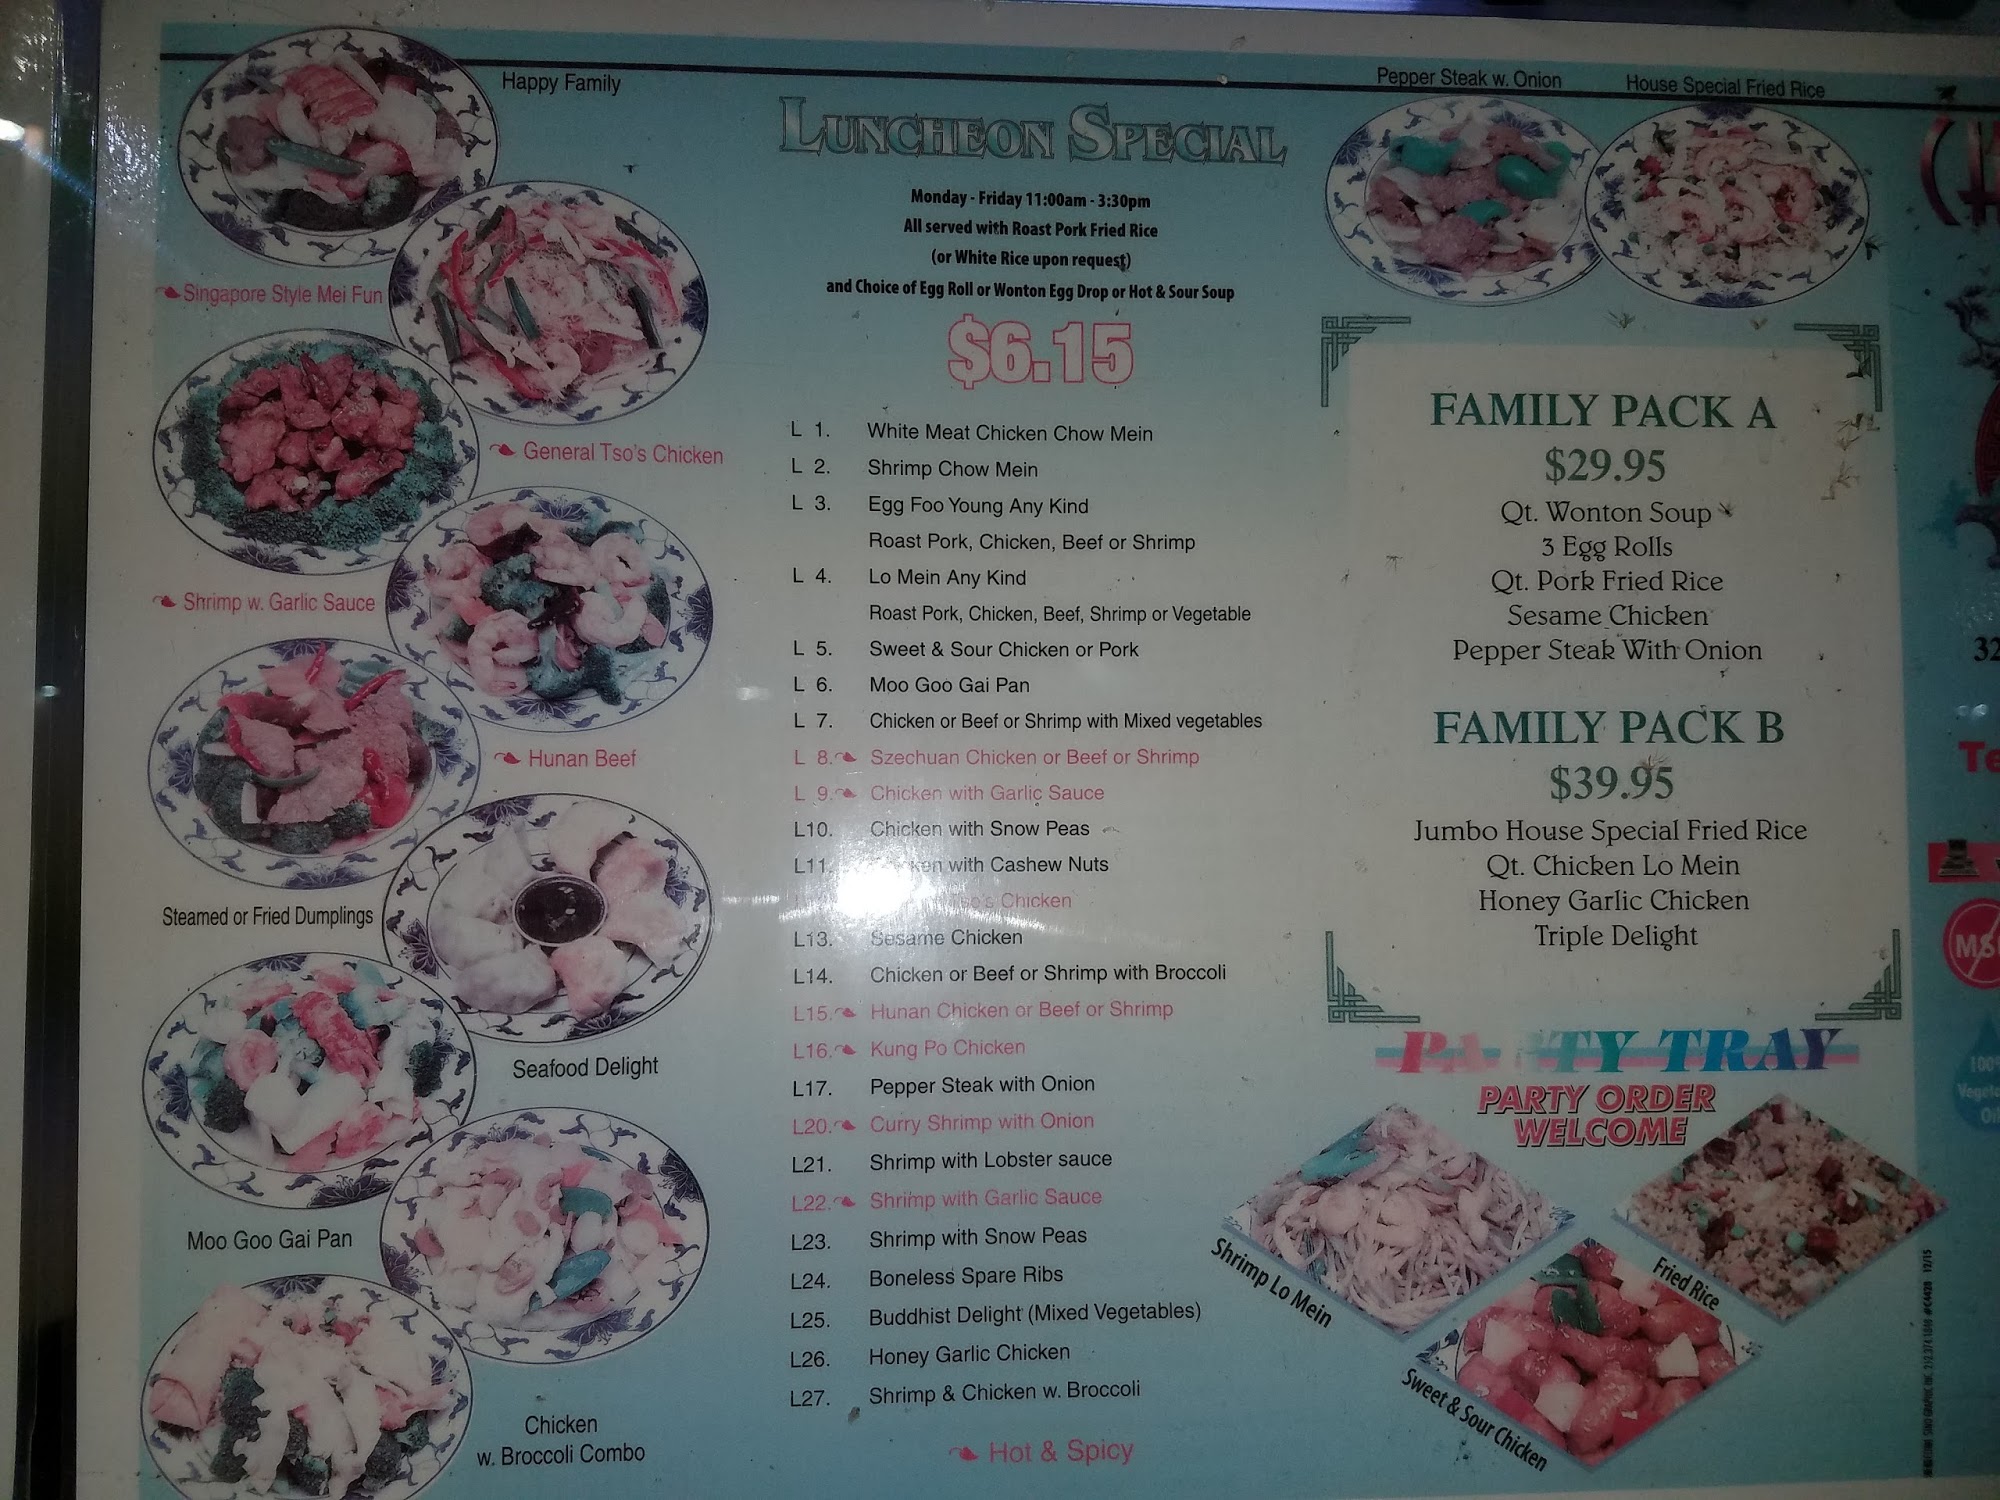 Happy Family
Singapore Style Mei Fun
General Tso's Chicken
Shrimp w. Garlic Sauce
Hunan Beef
Steamed or Fried Dumplings
Seafood Delight
Moo Goo Gai Pan
Chicken
w. Broccoli Combo
LUNCHEON SPECIAL
Monday - Friday 11:00am - 3:30pm
All served with Roast Pork Fried Rice
(or White Rice upon request)
and Choice of Egg Roll or Wonton Egg Drop or Hot & Sour Soup
$6.15
L 1. White Meat Chicken Chow Mein
L 2. Shrimp Chow Mein
L 3. Egg Foo Young Any Kind
Roast Pork, Chicken, Beef or Shrimp
L 4. Lo Mein Any Kind
Roast Pork, Chicken, Beef, Shrimp or Vegetable
L 5. Sweet & Sour Chicken or Pork
L 6. Moo Goo Gai Pan
L 7. Chicken or Beef or Shrimp with Mixed vegetables
L 8. Szechuan Chicken or Beef or Shrimp
L 9. Chicken with Garlic Sauce
L10. Chicken with Snow Peas
L11. Chicken with Cashew Nuts
Tso's Chicken
L13. Sesame Chicken
L14. Chicken or Beef or Shrimp with Broccoli
L15. Hunan Chicken or Beef or Shrimp
L16. Kung Po Chicken
L17. Pepper Steak with Onion
L20. Curry Shrimp with Onion
L21. Shrimp with Lobster sauce
L22. Shrimp with Garlic Sauce
L23. Shrimp with Snow Peas
L24. Boneless Spare Ribs
L25. Buddhist Delight (Mixed Vegetables)
L26. Honey Garlic Chicken
L27. Shrimp & Chicken w. Broccoli
Hot & Spicy
Pepper Steak w. Onion
House Special Fried Rice
FAMILY PACK A
$29.95
Qt. Wonton Soup
3 Egg Rolls
Qt. Pork Fried Rice
Sesame Chicken
Pepper Steak With Onion
FAMILY PACK B
$39.95
Jumbo House Special Fried Rice
Qt. Chicken Lo Mein
Honey Garlic Chicken
Triple Delight
PARTY TRAY
PARTY ORDER
WELCOME
Shrimp Lo Mein
Fried Rice
Sweet & Sour Chicken
32
Te
100%